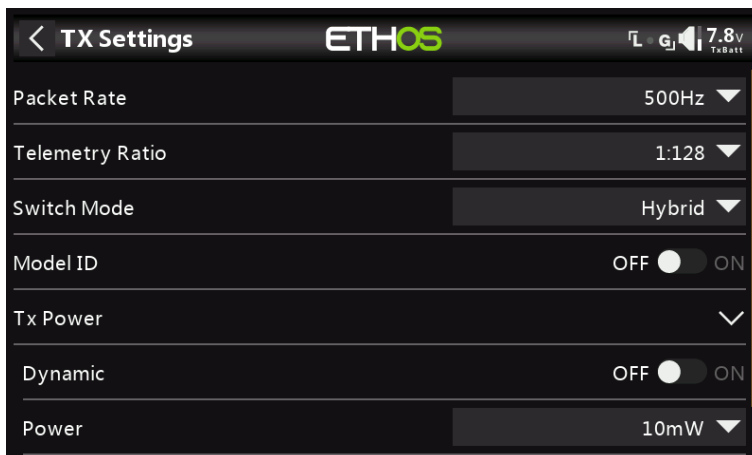 TX Settings ETHOS 7.8V
TxBatt
Packet Rate 500Hz
Telemetry Ratio 1:128
Switch Mode Hybrid
Model ID OFF ON
Tx Power
Dynamic OFF ON
Power 10mW